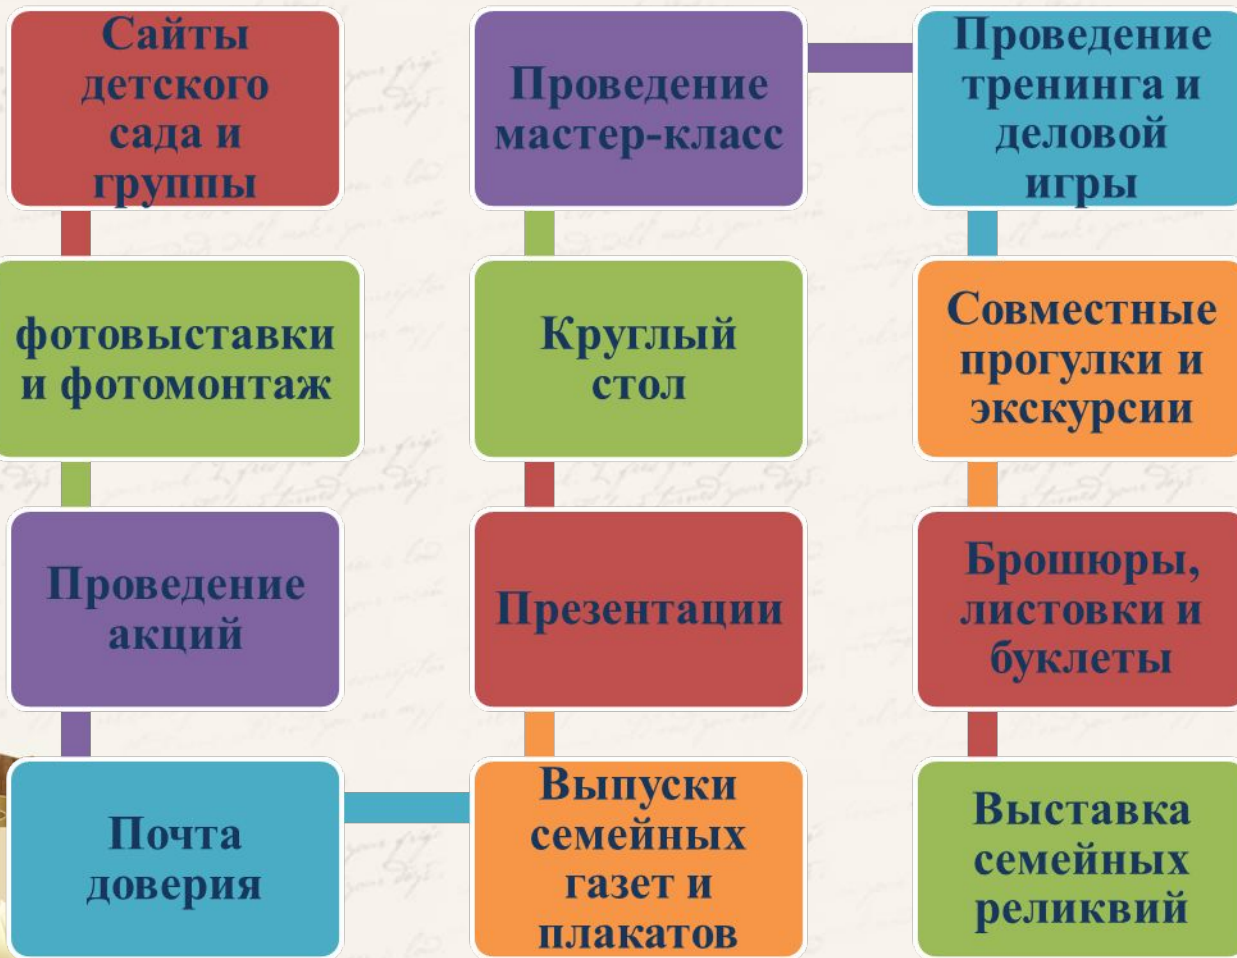 Сайты
детского
сада и
группы
фотовыставки
и фотомонтаж
Проведение
акций
Почта
доверия
Выпуски
семейных
газет и
плакатов
Презентации
Круглый
стол
Проведение
мастер-класс
Проведение
тренинга и
деловой
игры
Совместные
прогулки и
экскурсии
Брошюры,
листовки и
буклеты
Выставка
семейных
реликвий